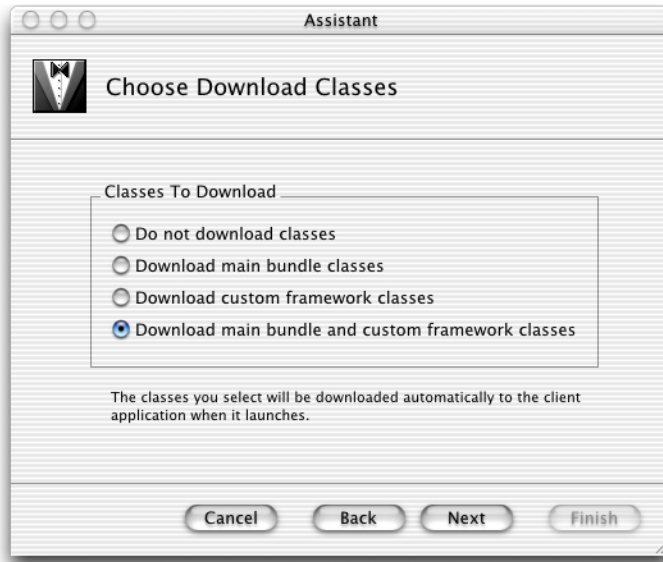 Assistant
Choose Download Classes
Classes To Download
Do not download classes
Download main bundle classes
Download custom framework classes
Download main bundle and custom framework classes
The classes you select will be downloaded automatically to the client
application when it launches.
Cancel
Back
Next
Finish